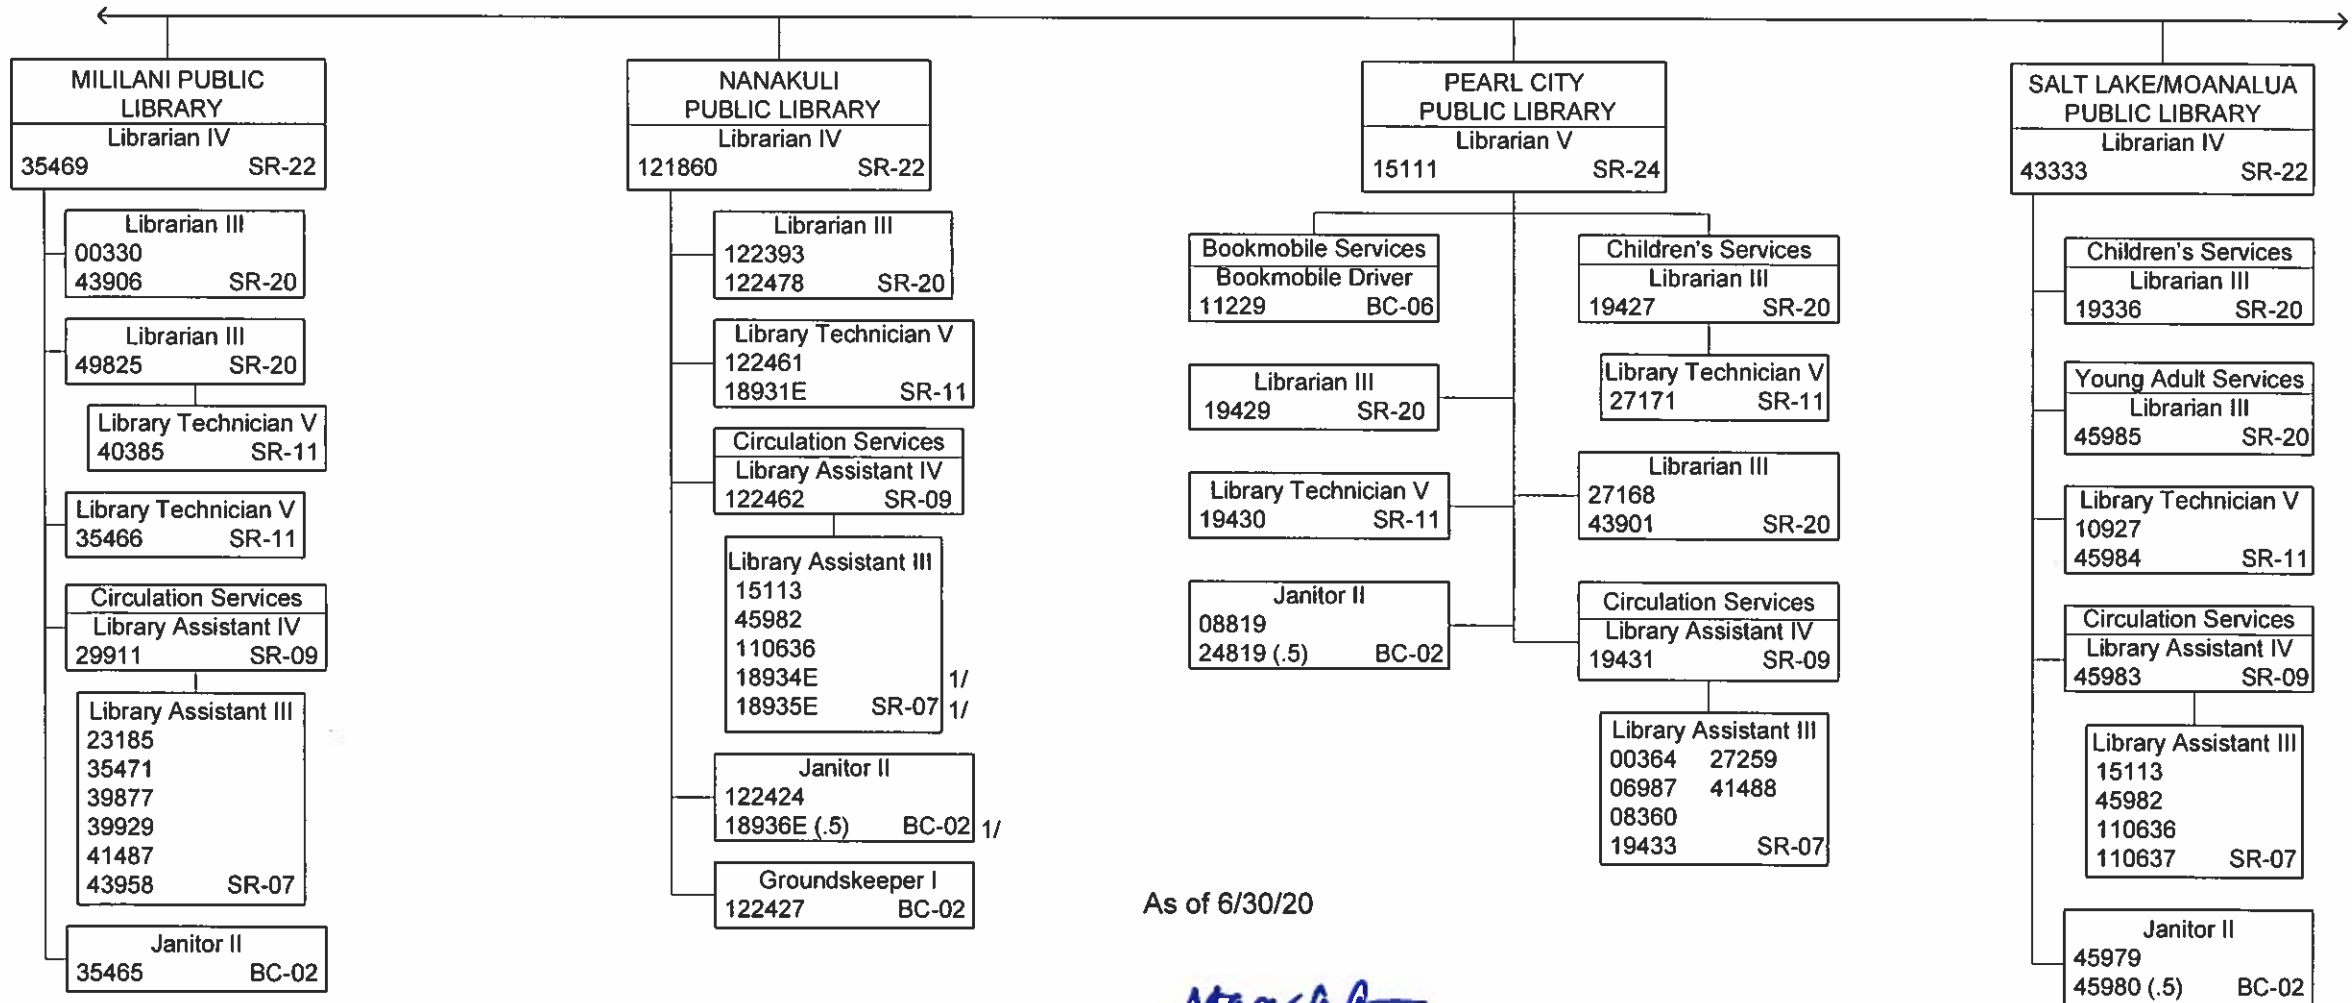 MILILANI PUBLIC
LIBRARY
Librarian IV
35469 SR-22
Librarian III
00330
43906 SR-20
Librarian III
49825 SR-20
Library Technician V
40385 SR-11
Library Technician V
35466 SR-11
Circulation Services
Library Assistant IV
29911 SR-09
Library Assistant III
23185
35471
39877
39929
41487
43958 SR-07
Janitor II
35465 BC-02
NANAKULI
PUBLIC LIBRARY
Librarian IV
121860 SR-22
Librarian III
122393
122478 SR-20
Library Technician V
122461
18931E SR-11
Circulation Services
Library Assistant IV
122462 SR-09
Library Assistant III
15113
45982
110636
18934E 1/
18935E SR-07 1/
Janitor II
122424
18936E (.5) BC-02 1/
Groundskeeper I
122427 BC-02
PEARL CITY
PUBLIC LIBRARY
Librarian V
15111 SR-24
Bookmobile Services
Bookmobile Driver
11229 BC-06
Librarian III
19429 SR-20
Library Technician V
19430 SR-11
Janitor II
08819
24819 (.5) BC-02
Children's Services
Librarian III
19427 SR-20
Library Technician V
27171 SR-11
Librarian III
27168
43901 SR-20
Circulation Services
Library Assistant IV
19431 SR-09
Library Assistant III
00364 27259
06987 41488
08360
19433 SR-07
SALT LAKE/MOANALUA
PUBLIC LIBRARY
Librarian IV
43333 SR-22
Children's Services
Librarian III
19336 SR-20
Young Adult Services
Librarian III
45985 SR-20
Library Technician V
10927
45984 SR-11
Circulation Services
Library Assistant IV
45983 SR-09
Library Assistant III
15113
45982
110636
110637 SR-07
Janitor II
45979
45980 (.5) BC-02
As of 6/30/20